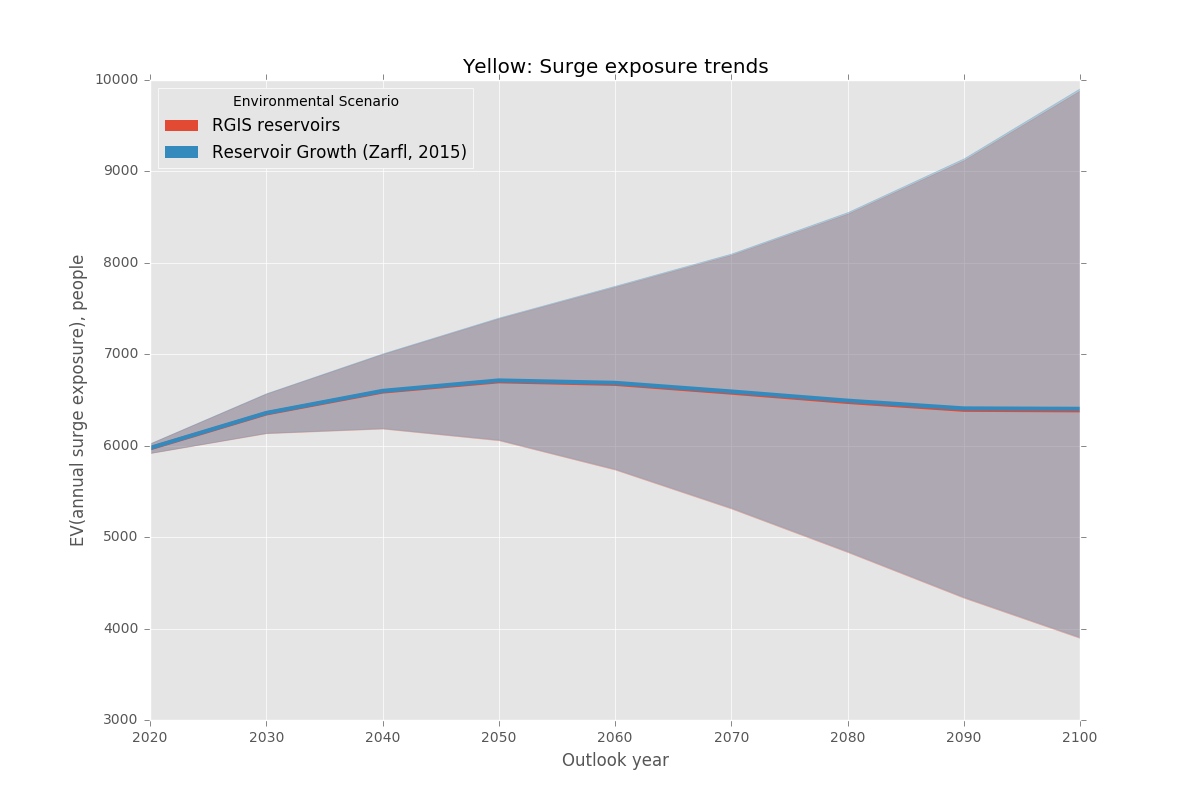 Yellow: Surge exposure trends
Environmental Scenario
RGIS reservoirs
Reservoir Growth (Zarfl, 2015)
EV(annual surge exposure), people
10000
9000
8000
7000
6000
5000
4000
3000
2020 2030 2040 2050 2060 2070 2080 2090 2100
Outlook year